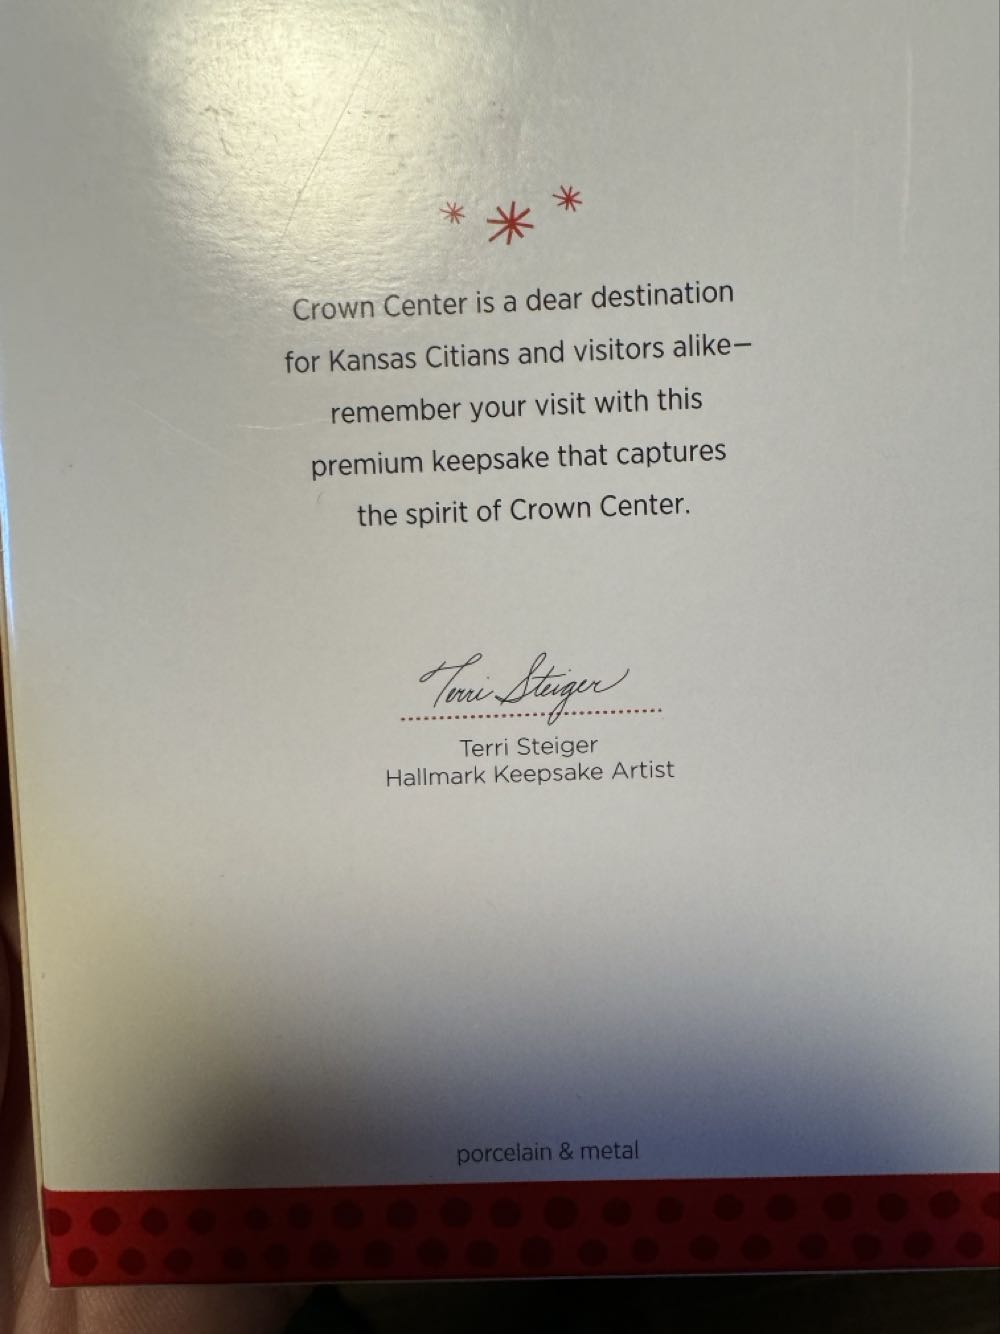 Crown Center is a dear destination
for Kansas Citians and visitors alike—
remember your visit with this
premium keepsake that captures
the spirit of Crown Center.
Terri Steiger
Terri Steiger
Hallmark Keepsake Artist
porcelain & metal